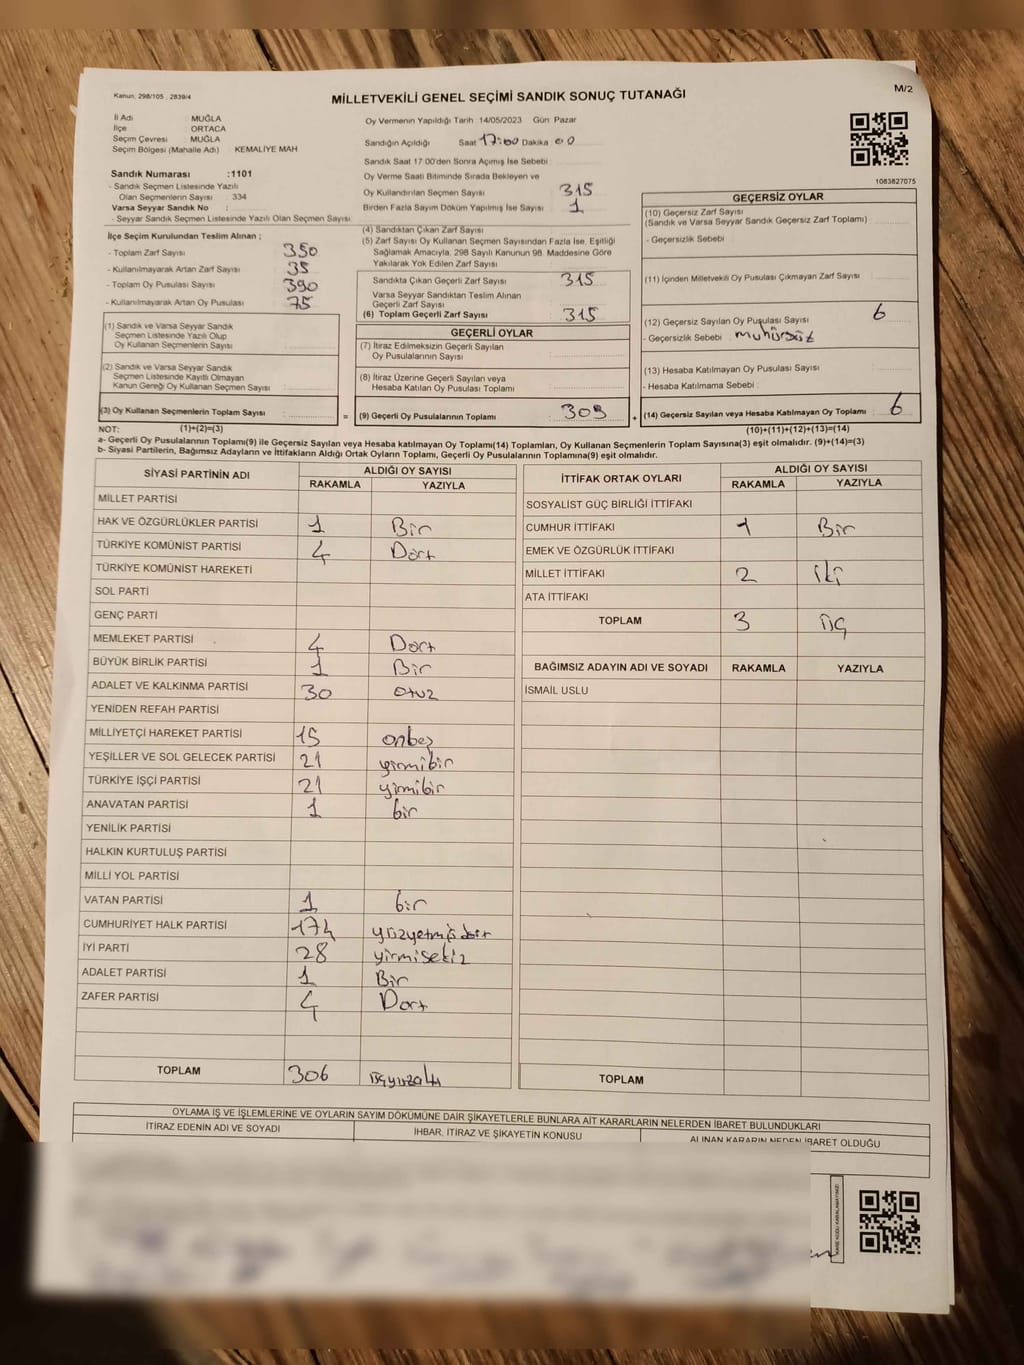 Kanun, 298/105 , 2839/4
MİLLETVEKİLİ GENEL SEÇİMİ SANDIK SONUÇ TUTANAĞI
M/2
İl Adı MUĞLA
İlçe ORTACA
Seçim Çevresi MUĞLA
Seçim Bölgesi (Mahalle Adı) KEMALİYE MAH
Oy Vermenin Yapıldığı Tarih 14/05/2023 Gün Pazar
Sandığın Açıldığı Saat 17:00 Dakika 00
Sandık Saat 17:00'den Sonra Açımış İse Sebebi
Sandık Numarası :1101
- Sandık Seçmen Listesinde Yazılı
Olan Seçmenlerin Sayısı : 334
Varsa Seyyar Sandık No :
- Seyyar Sandık Seçmen Listesinde Yazılı Olan Seçmen Sayısı
Oy Verme Saati Bitiminde Sırada Bekleyen ve
Oy Kullandırılan Seçmen Sayısı 315
Birden Fazla Sayım Döküm Yapılmış İse Sayısı 1
1083827075
İlçe Seçim Kurulundan Teslim Alınan ;
- Toplam Zarf Sayısı 350
- Kullanılmayarak Artan Zarf Sayısı 35
- Toplam Oy Pusulası Sayısı 390
- Kullanılmayarak Artan Oy Pusulası 75
(4) Sandıktan Çıkan Zarf Sayısı
(5) Zarf Sayısı Oy Kullanan Seçmen Sayısından Fazla İse, Eşitliği
Sağlamak Amacıyla, 298 Sayılı Kanunun 98. Maddesine Göre
Yakılarak Yok Edilen Zarf Sayısı
Sandıkta Çıkan Geçerli Zarf Sayısı 315
Varsa Seyyar Sandıktan Teslim Alınan
Geçerli Zarf Sayısı
(6) Toplam Geçerli Zarf Sayısı 315
(1) Sandık ve Varsa Seyyar Sandık
Seçmen Listesinde Yazılı Olup
Oy Kullanan Seçmenlerin Sayısı
(2) Sandık ve Varsa Seyyar Sandık
Seçmen Listesinde Kayıtlı Olmayan
Kanun Gereği Oy Kullanan Seçmen Sayısı
(3) Oy Kullanan Seçmenlerin Toplam Sayısı =
GEÇERLİ OYLAR
(7) İtiraz Edilmeksizin Geçerli Sayılan
Oy Pusulalarının Sayısı
(8) İtiraz Üzerine Geçerli Sayılan veya
Hesaba Katılan Oy Pusulası Toplamı
(9) Geçerli Oy Pusulalarının Toplamı 309 +
GEÇERSİZ OYLAR
(10) Geçersiz Zarf Sayısı
(Sandık ve Varsa Seyyar Sandık Geçersiz Zarf Toplamı)
- Geçersizlik Sebebi
(11) İçinden Milletvekili Oy Pusulası Çıkmayan Zarf Sayısı
(12) Geçersiz Sayılan Oy Pusulası Sayısı 6
- Geçersizlik Sebebi mühürsüz
(13) Hesaba Katılmayan Oy Pusulası Sayısı
- Hesaba Katılmama Sebebi :
(14) Geçersiz Sayılan veya Hesaba Katılmayan Oy Toplamı 6
NOT: (1)+(2)=(3) (10)+(11)+(12)+(13)=(14)
a- Geçerli Oy Pusulalarının Toplamı(9) ile Geçersiz Sayılan veya Hesaba katılmayan Oy Toplamı(14) Toplamları, Oy Kullanan Seçmenlerin Toplam Sayısına(3) eşit olmalıdır. (9)+(14)=(3)
b- Siyasi Partilerin, Bağımsız Adayların ve İttifakların Aldığı Ortak Oyların Toplamı, Geçerli Oy Pusulalarının Toplamına(9) eşit olmalıdır.
SİYASİ PARTİNİN ADI ALDIĞI OY SAYISI
RAKAMLA YAZIYLA
MİLLET PARTİSİ
HAK VE ÖZGÜRLÜKLER PARTİSİ 1 Bir
TÜRKİYE KOMÜNİST PARTİSİ 4 Dört
TÜRKİYE KOMÜNİST HAREKETİ
SOL PARTİ
GENÇ PARTİ
MEMLEKET PARTİSİ 4 Dört
BÜYÜK BİRLİK PARTİSİ 1 Bir
ADALET VE KALKINMA PARTİSİ 30 otuz
YENİDEN REFAH PARTİSİ
MİLLİYETÇİ HAREKET PARTİSİ 15 onbeş
YEŞİLLER VE SOL GELECEK PARTİSİ 21 yirmibir
TÜRKİYE İŞÇİ PARTİSİ 21 yirmibir
ANAVATAN PARTİSİ 1 bir
YENİLİK PARTİSİ
HALKIN KURTULUŞ PARTİSİ
MİLLİ YOL PARTİSİ
VATAN PARTİSİ 1 bir
CUMHURİYET HALK PARTİSİ 174
İYİ PARTİ 28 yirmisekiz
ADALET PARTİSİ 1 Bir
ZAFER PARTİSİ 4 Dört
TOPLAM 306 üçyüzaltı
İTTİFAK ORTAK OYLARI ALDIĞI OY SAYISI
RAKAMLA YAZIYLA
SOSYALİST GÜÇ BİRLİĞİ İTTİFAKI
CUMHUR İTTİFAKI 1 Bir
EMEK VE ÖZGÜRLÜK İTTİFAKI
MİLLET İTTİFAKI 2 iki
ATA İTTİFAKI
TOPLAM 3 üç
BAĞIMSIZ ADAYIN ADI VE SOYADI RAKAMLA YAZIYLA
İSMAİL USLU
TOPLAM
OYLAMA İŞ VE İŞLEMLERİNE VE OYLARIN SAYIM DÖKÜMÜNE DAİR ŞİKAYETLERLE BUNLARA AİT KARARLARIN NELERDEN İBARET BULUNDUKLARI
İTİRAZ EDENİN ADI VE SOYADI İHBAR, İTİRAZ VE ŞİKAYETİN KONUSU ALINAN KARARIN NEDEN İBARET OLDUĞU
KARE KODU KARALAMAYINIZ!